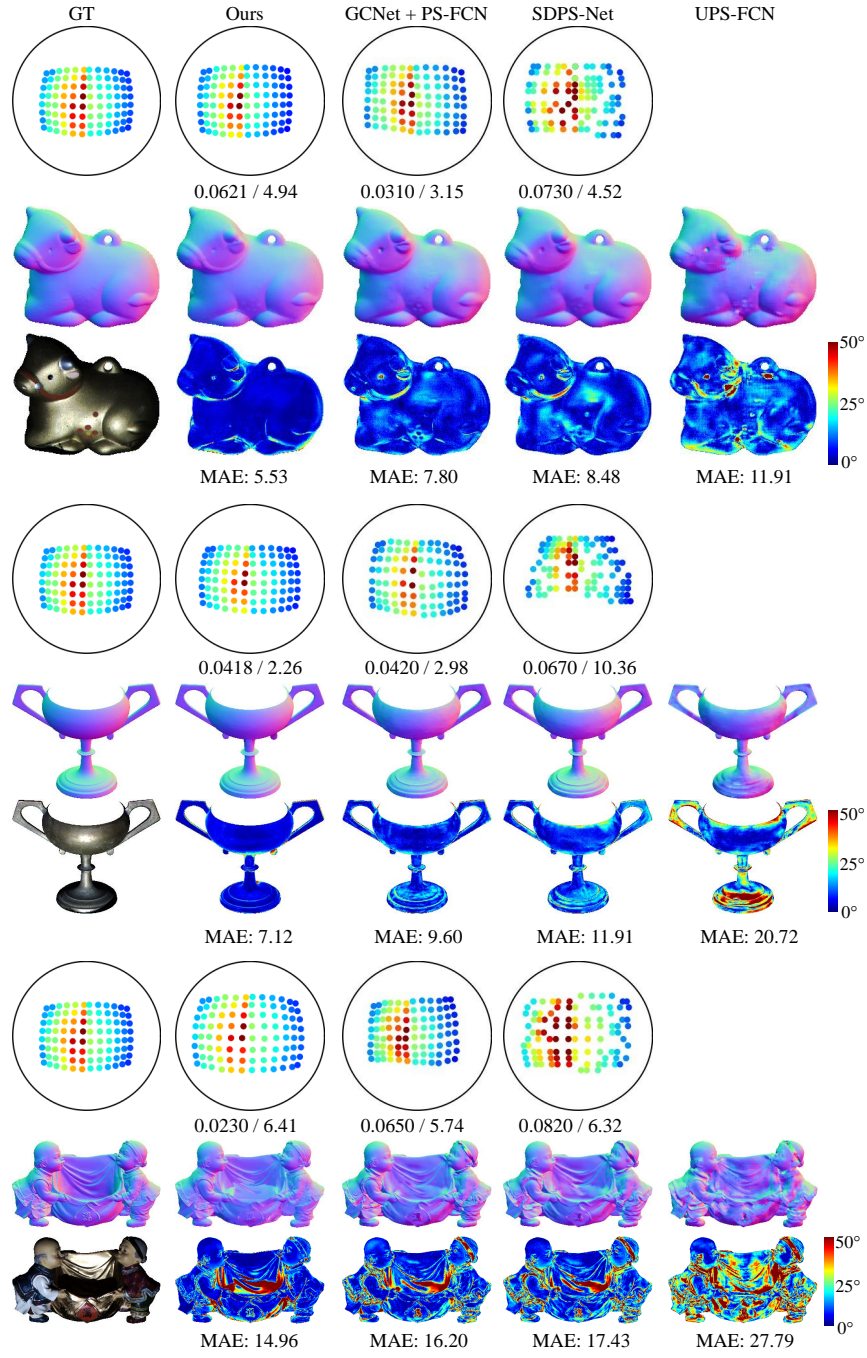 GT Ours GCNet + PS-FCN SDPS-Net UPS-FCN
0.0621 / 4.94 0.0310 / 3.15 0.0730 / 4.52
50°
25°
0°
MAE: 5.53 MAE: 7.80 MAE: 8.48 MAE: 11.91
0.0418 / 2.26 0.0420 / 2.98 0.0670 / 10.36
50°
25°
0°
MAE: 7.12 MAE: 9.60 MAE: 11.91 MAE: 20.72
0.0230 / 6.41 0.0650 / 5.74 0.0820 / 6.32
50°
25°
0°
MAE: 14.96 MAE: 16.20 MAE: 17.43 MAE: 27.79